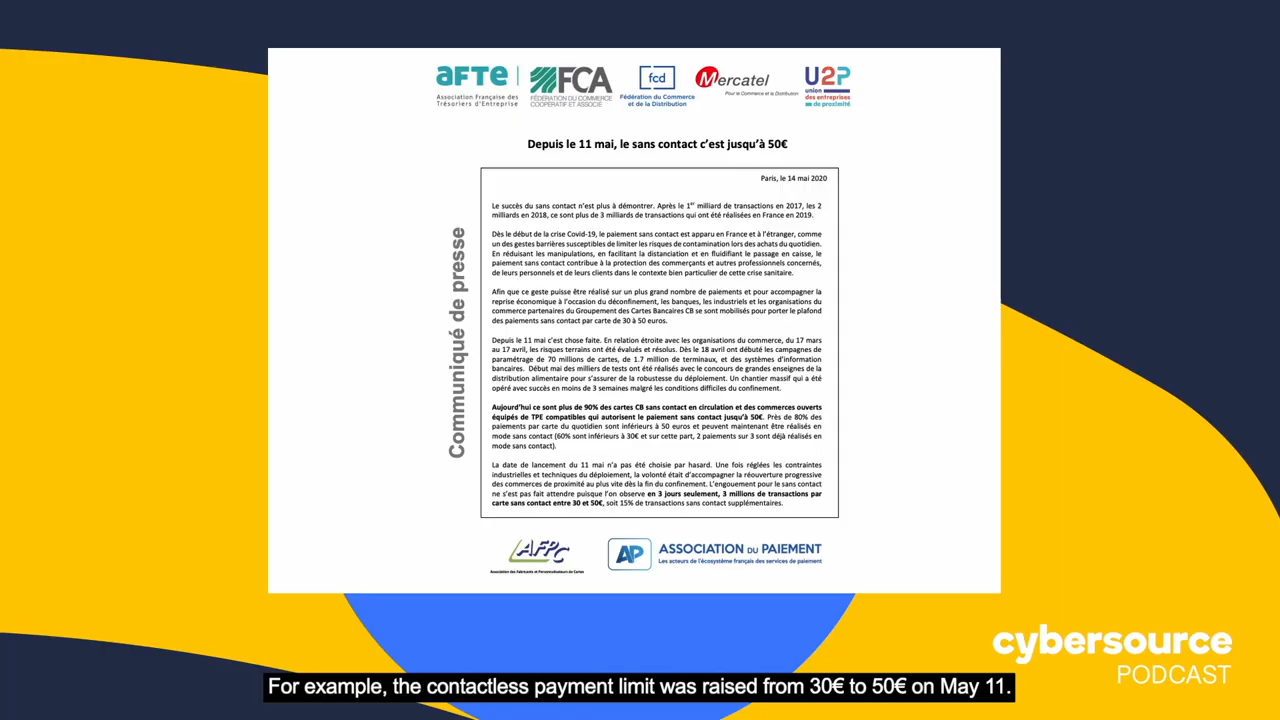 aFTE
Association Française des
Trésoriers d'Entreprise
FCA
FÉDÉRATION DU COMMERCE
COOPÉRATIF ET ASSOCIÉ
fcd
Fédération du Commerce
et de la Distribution
Mercatel
Pour le Commerce et la Distribution
U2P
union
des entreprises
de proximité
Depuis le 11 mai, le sans contact c'est jusqu'à 50€
Communiqué de presse
Paris, le 14 mai 2020
Le succès du sans contact n'est plus à démontrer. Après le 1er milliard de transactions en 2017, les 2
milliards en 2018, ce sont plus de 3 milliards de transactions qui ont été réalisées en France en 2019.
Dès le début de la crise Covid-19, le paiement sans contact est apparu en France et à l'étranger, comme
un des gestes barrières susceptibles de limiter les risques de contamination lors des achats du quotidien.
En réduisant les manipulations, en facilitant la distanciation et en fluidifiant le passage en caisse, le
paiement sans contact contribue à la protection des commerçants et autres professionnels concernés,
de leurs personnels et de leurs clients dans le contexte bien particulier de cette crise sanitaire.
Afin que ce geste puisse être réalisé sur un plus grand nombre de paiements et pour accompagner la
reprise économique à l'occasion du déconfinement, les banques, les industriels et les organisations du
commerce partenaires du Groupement des Cartes Bancaires CB se sont mobilisés pour porter le plafond
des paiements sans contact par carte de 30 à 50 euros.
Depuis le 11 mai c'est chose faite. En relation étroite avec les organisations du commerce, du 17 mars
au 17 avril, les risques terrains ont été évalués et résolus. Dès le 18 avril ont débuté les campagnes de
paramétrage de 70 millions de cartes, de 1.7 million de terminaux, et des systèmes d'information
bancaires. Début mai des milliers de tests ont été réalisés avec le concours de grandes enseignes de la
distribution alimentaire pour s'assurer de la robustesse du déploiement. Un chantier massif qui a été
opéré avec succès en moins de 3 semaines malgré les conditions difficiles du confinement.
Aujourd'hui ce sont plus de 90% des cartes CB sans contact en circulation et des commerces ouverts
équipés de TPE compatibles qui autorisent le paiement sans contact jusqu'à 50€. Près de 80% des
paiements par carte du quotidien sont inférieurs à 50 euros et peuvent maintenant être réalisés en
mode sans contact (60% sont inférieurs à 30€ et sur cette part, 2 paiements sur 3 sont déjà réalisés en
mode sans contact).
La date de lancement du 11 mai n'a pas été choisie par hasard. Une fois réglées les contraintes
industrielles et techniques du déploiement, la volonté était d'accompagner la réouverture progressive
des commerces de proximité au plus vite dès la fin du confinement. L'engouement pour le sans contact
ne s'est pas fait attendre puisque l'on observe en 3 jours seulement, 3 millions de transactions par
carte sans contact entre 30 et 50€, soit 15% de transactions sans contact supplémentaires.
AFPC
Association des Fabricants et Personnalisateurs de Cartes
AP
ASSOCIATION DU PAIEMENT
Les acteurs de l'écosystème français des services de paiement
cybersource
PODCAST
For example, the contactless payment limit was raised from 30€ to 50€ on May 11.